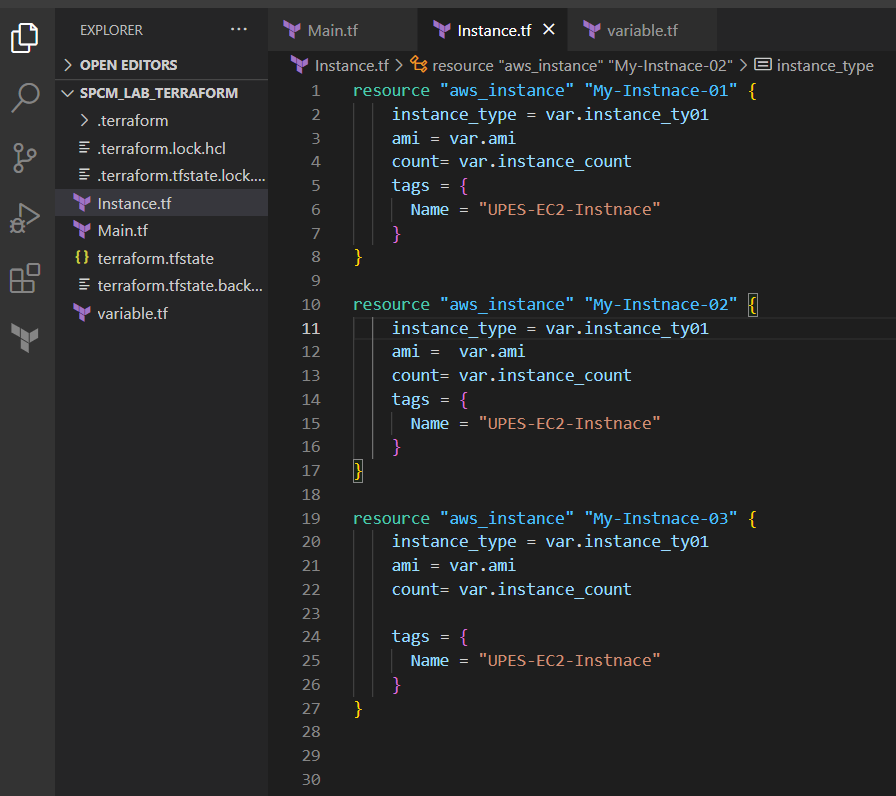 EXPLORER ...
OPEN EDITORS
SPCM_LAB_TERRAFORM
.terraform
.terraform.lock.hcl
.terraform.tfstate.lock....
Instance.tf
Main.tf
{} terraform.tfstate
terraform.tfstate.back...
variable.tf
Main.tf Instance.tf × variable.tf
Instance.tf > resource "aws_instance" "My-Instnace-02" > instance_type
1 resource "aws_instance" "My-Instnace-01" {
2 instance_type = var.instance_ty01
3 ami = var.ami
4 count= var.instance_count
5 tags = {
6 Name = "UPES-EC2-Instnace"
7 }
8 }
9
10 resource "aws_instance" "My-Instnace-02" {
11 instance_type = var.instance_ty01
12 ami =  var.ami
13 count= var.instance_count
14 tags = {
15 Name = "UPES-EC2-Instnace"
16 }
17 }
18
19 resource "aws_instance" "My-Instnace-03" {
20 instance_type = var.instance_ty01
21 ami = var.ami
22 count= var.instance_count
23
24 tags = {
25 Name = "UPES-EC2-Instnace"
26 }
27 }
28
29
30